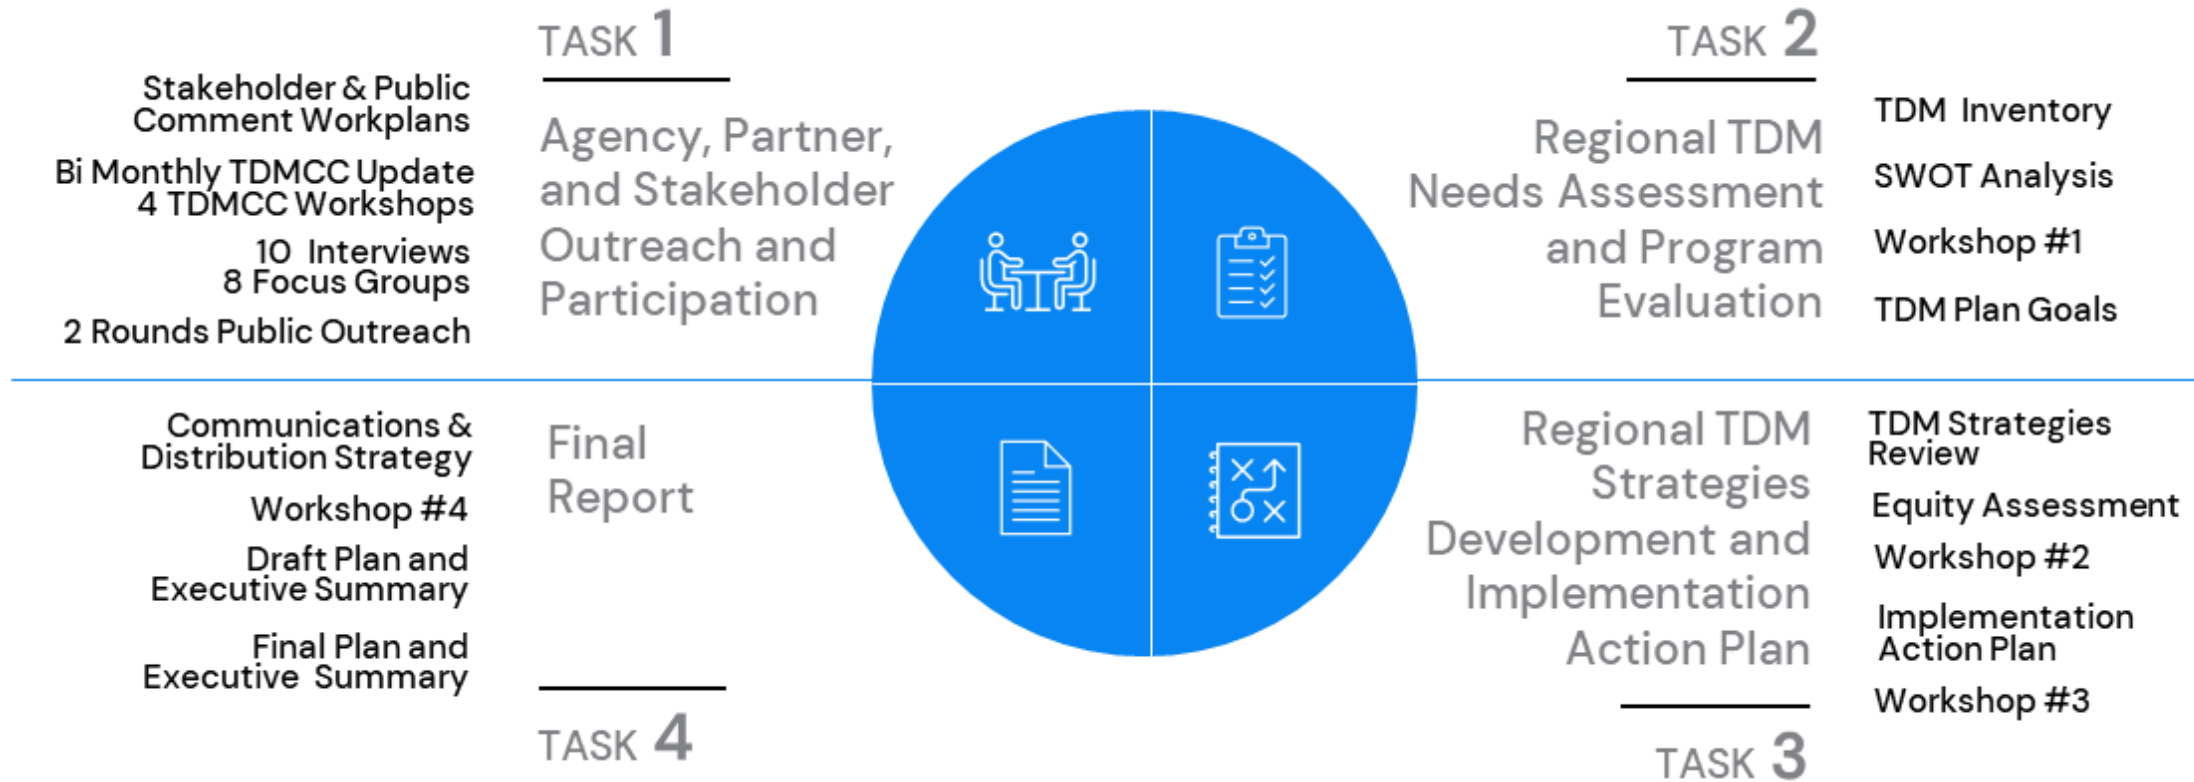 TASK 1
Stakeholder & Public
Comment Workplans
Bi Monthly TDMCC Update
4 TDMCC Workshops
10 Interviews
8 Focus Groups
2 Rounds Public Outreach
Agency, Partner,
and Stakeholder
Outreach and
Participation
TASK 2
Regional TDM
Needs Assessment
and Program
Evaluation
TDM Inventory
SWOT Analysis
Workshop #1
TDM Plan Goals
Communications &
Distribution Strategy
Workshop #4
Draft Plan and
Executive Summary
Final Plan and
Executive Summary
Final
Report
TASK 4
Regional TDM
Strategies
Development and
Implementation
Action Plan
TASK 3
TDM Strategies
Review
Equity Assessment
Workshop #2
Implementation
Action Plan
Workshop #3